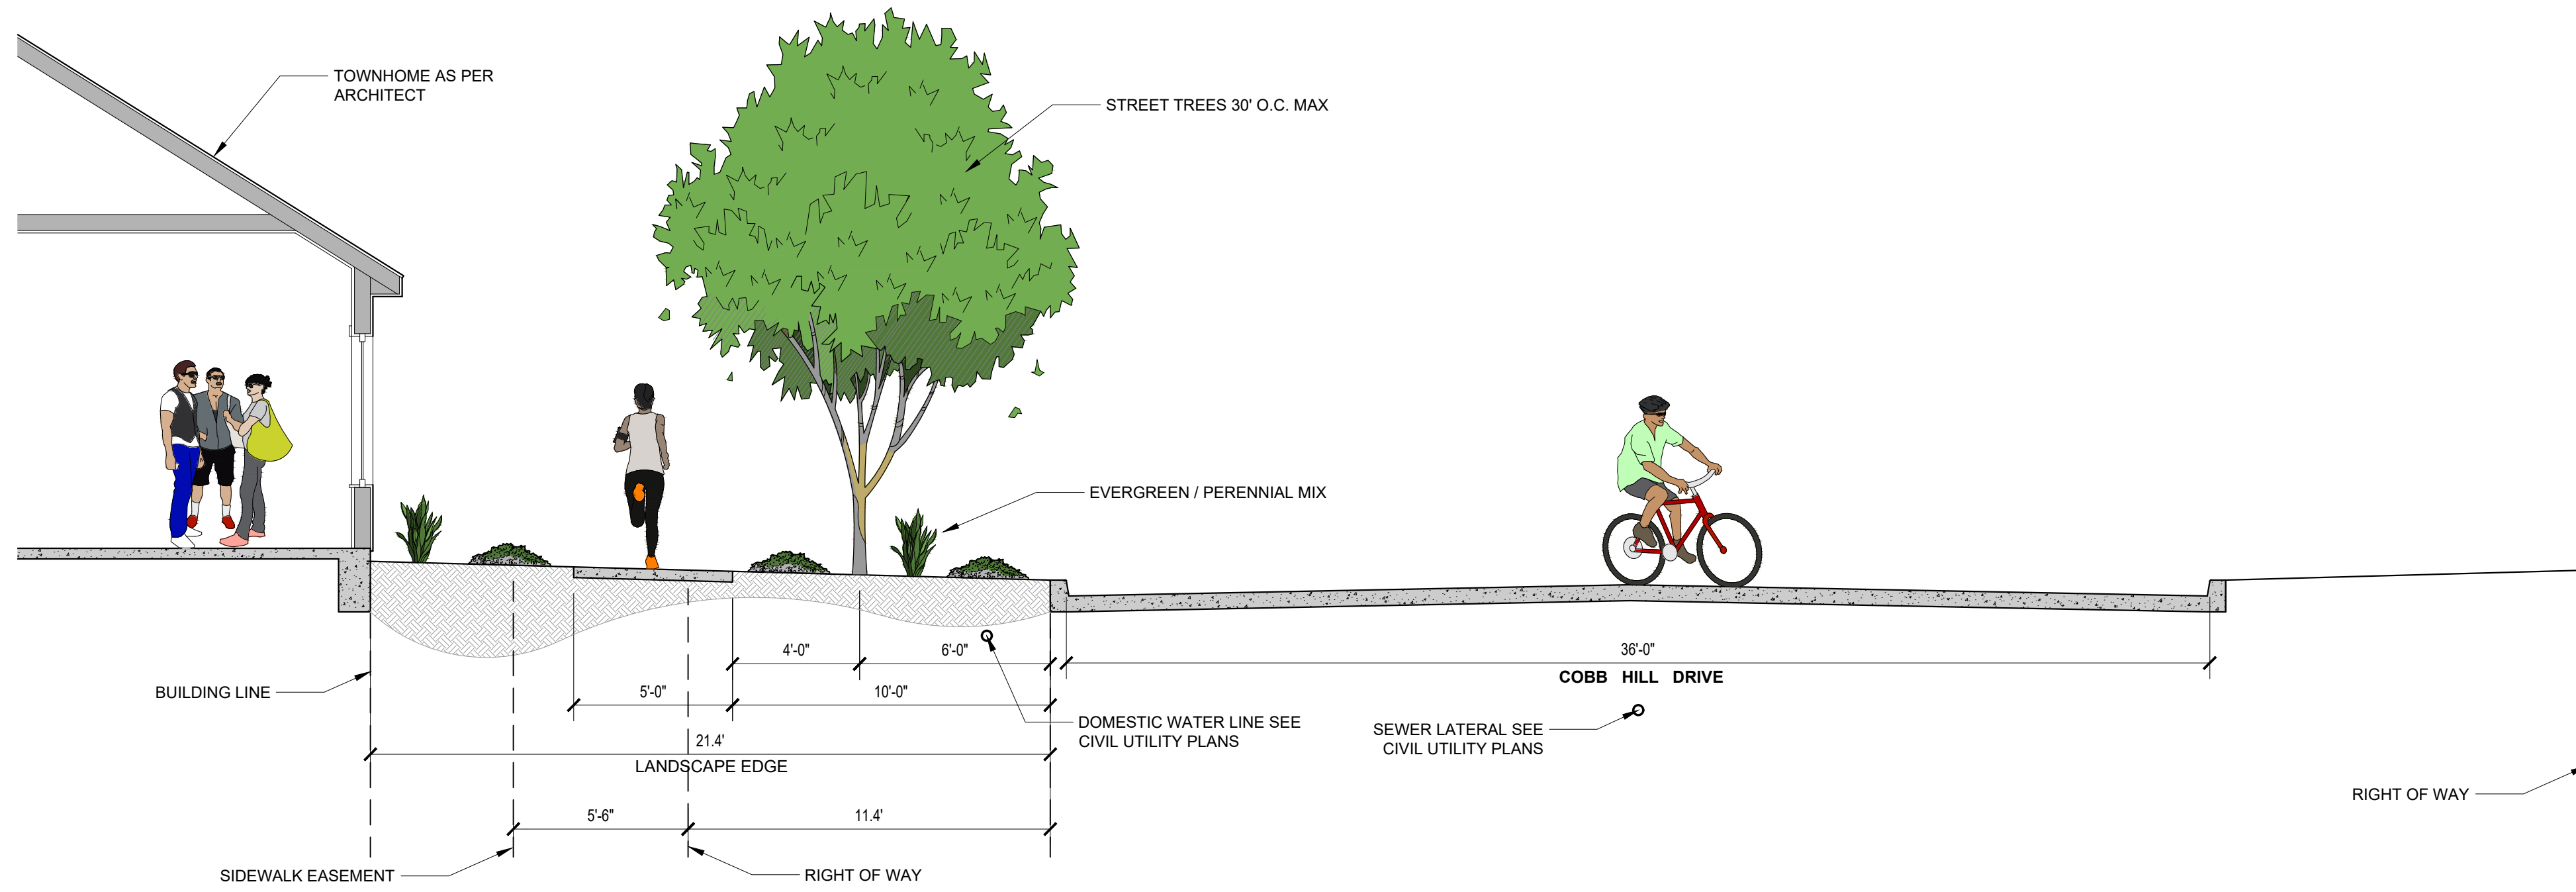 TOWNHOME AS PER
ARCHITECT
STREET TREES 30' O.C. MAX
EVERGREEN / PERENNIAL MIX
4'-0"
6'-0"
36'-0"
COBB HILL DRIVE
BUILDING LINE
5'-0"
10'-0"
DOMESTIC WATER LINE SEE
CIVIL UTILITY PLANS
SEWER LATERAL SEE
CIVIL UTILITY PLANS
21.4'
LANDSCAPE EDGE
RIGHT OF WAY
5'-6"
11.4'
SIDEWALK EASEMENT
RIGHT OF WAY